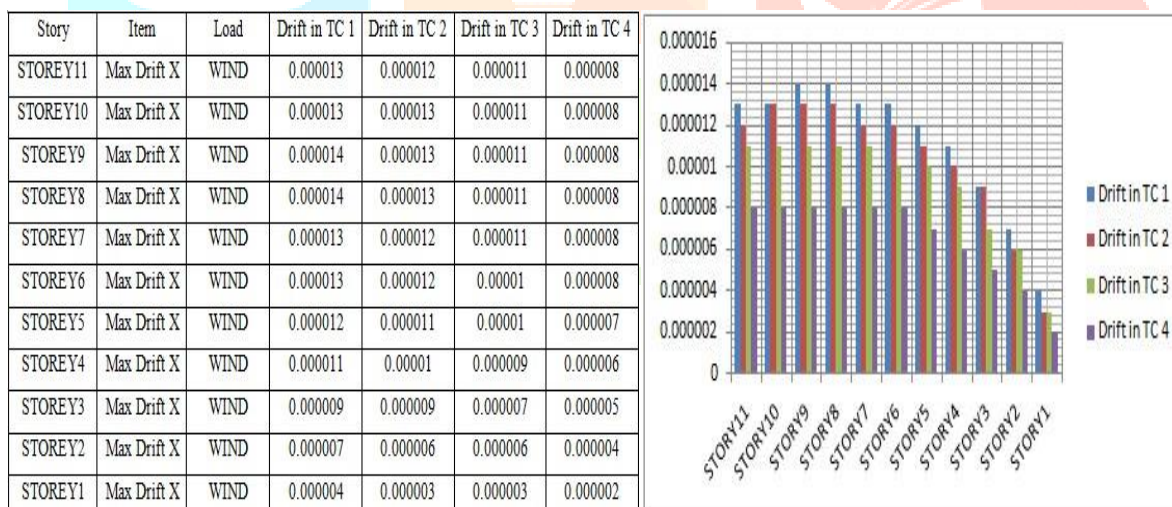 Story Item Load Drift in TC 1 Drift in TC 2 Drift in TC 3 Drift in TC 4
STOREY11 Max Drift X WIND 0.000013 0.000012 0.000011 0.000008
STOREY10 Max Drift X WIND 0.000013 0.000013 0.000011 0.000008
STOREY9 Max Drift X WIND 0.000014 0.000013 0.000011 0.000008
STOREY8 Max Drift X WIND 0.000014 0.000013 0.000011 0.000008
STOREY7 Max Drift X WIND 0.000013 0.000012 0.000011 0.000008
STOREY6 Max Drift X WIND 0.000013 0.000012 0.00001 0.000008
STOREY5 Max Drift X WIND 0.000012 0.000011 0.00001 0.000007
STOREY4 Max Drift X WIND 0.000011 0.00001 0.000009 0.000006
STOREY3 Max Drift X WIND 0.000009 0.000009 0.000007 0.000005
STOREY2 Max Drift X WIND 0.000007 0.000006 0.000006 0.000004
STOREY1 Max Drift X WIND 0.000004 0.000003 0.000003 0.000002
0.000016
0.000014
0.000012
0.00001
0.000008
0.000006
0.000004
0.000002
0
STORY11 STORY10 STORY9 STORY8 STORY7 STORY6 STORY5 STORY4 STORY3 STORY2 STORY1
Drift in TC 1
Drift in TC 2
Drift in TC 3
Drift in TC 4